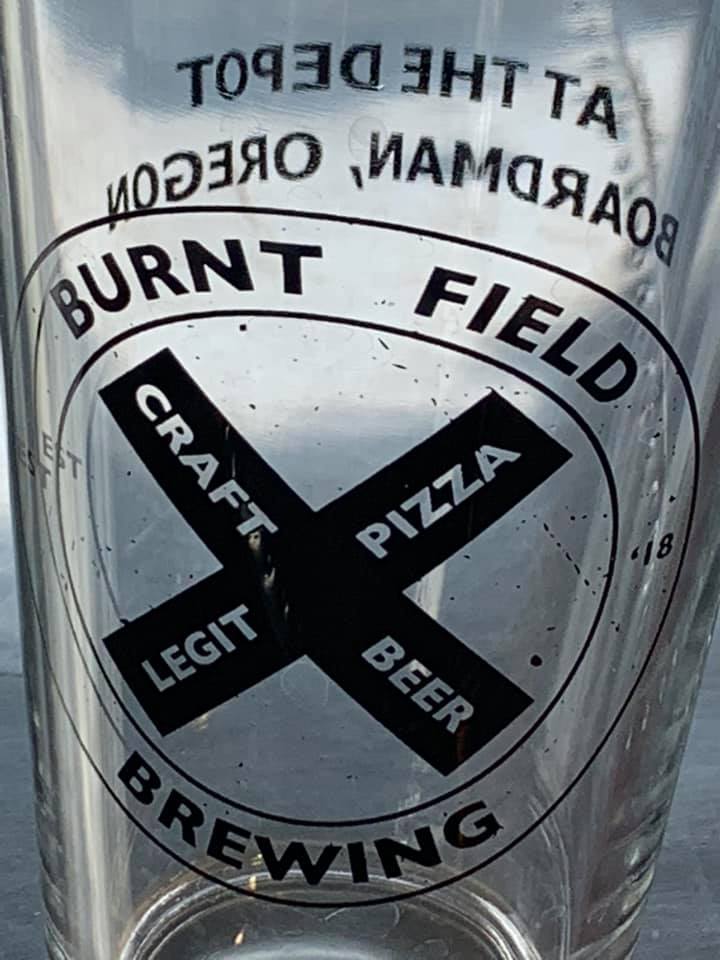 AT THE DEPOT
BOARDMAN, OREGON
BURNT FIELD
CRAFT
PIZZA
EST
'18
LEGIT
BEER
BREWING